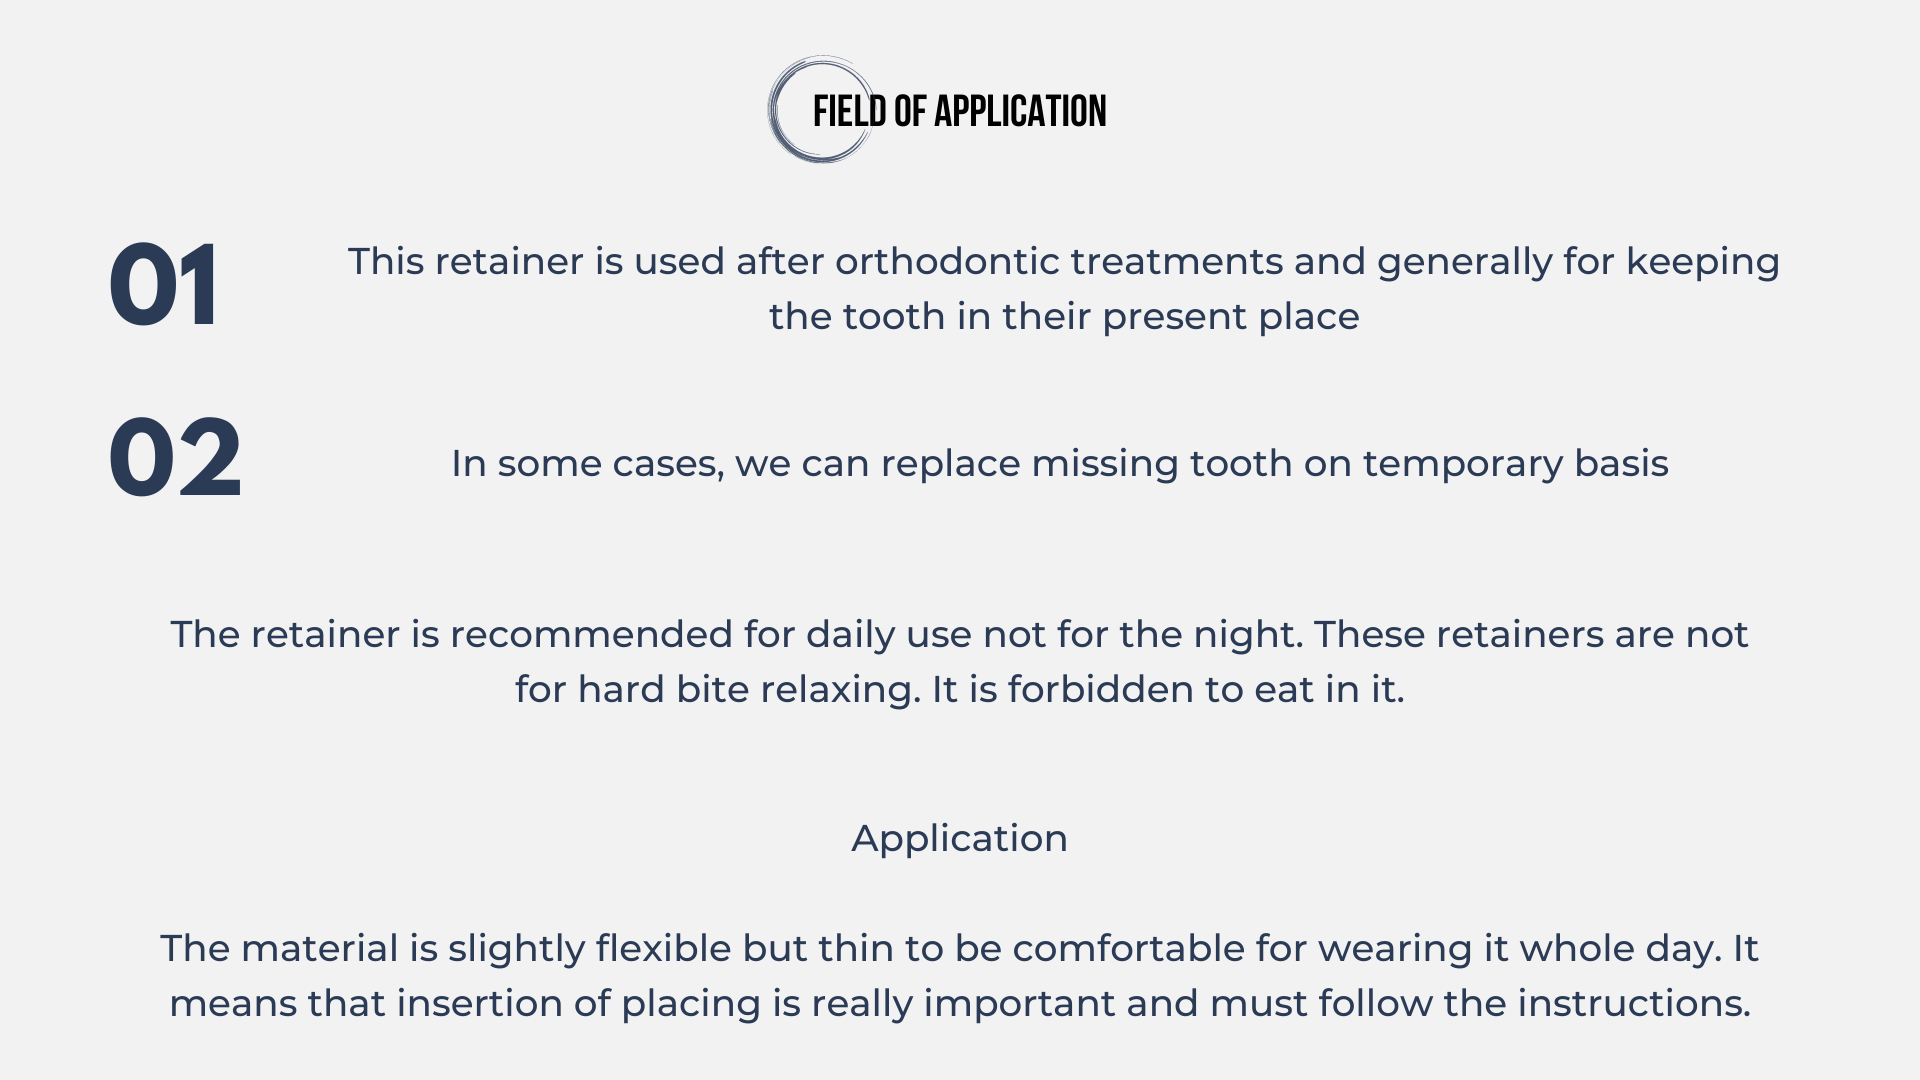 FIELD OF APPLICATION
01
This retainer is used after orthodontic treatments and generally for keeping
the tooth in their present place
02
In some cases, we can replace missing tooth on temporary basis
The retainer is recommended for daily use not for the night. These retainers are not
for hard bite relaxing. It is forbidden to eat in it.
Application
The material is slightly flexible but thin to be comfortable for wearing it whole day. It
means that insertion of placing is really important and must follow the instructions.